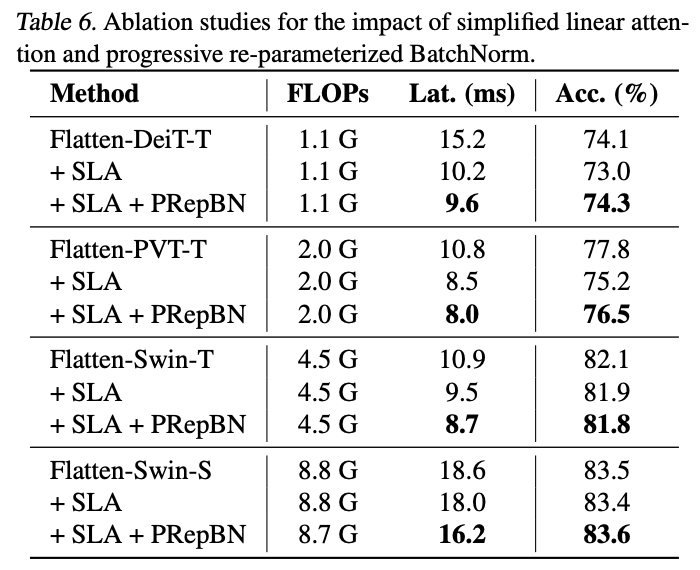 Table 6. Ablation studies for the impact of simplified linear atten-
tion and progressive re-parameterized BatchNorm.
Method FLOPs Lat. (ms) Acc. (%)
Flatten-DeiT-T 1.1 G 15.2 74.1
+ SLA 1.1 G 10.2 73.0
+ SLA + PRepBN 1.1 G 9.6 74.3
Flatten-PVT-T 2.0 G 10.8 77.8
+ SLA 2.0 G 8.5 75.2
+ SLA + PRepBN 2.0 G 8.0 76.5
Flatten-Swin-T 4.5 G 10.9 82.1
+ SLA 4.5 G 9.5 81.9
+ SLA + PRepBN 4.5 G 8.7 81.8
Flatten-Swin-S 8.8 G 18.6 83.5
+ SLA 8.8 G 18.0 83.4
+ SLA + PRepBN 8.7 G 16.2 83.6